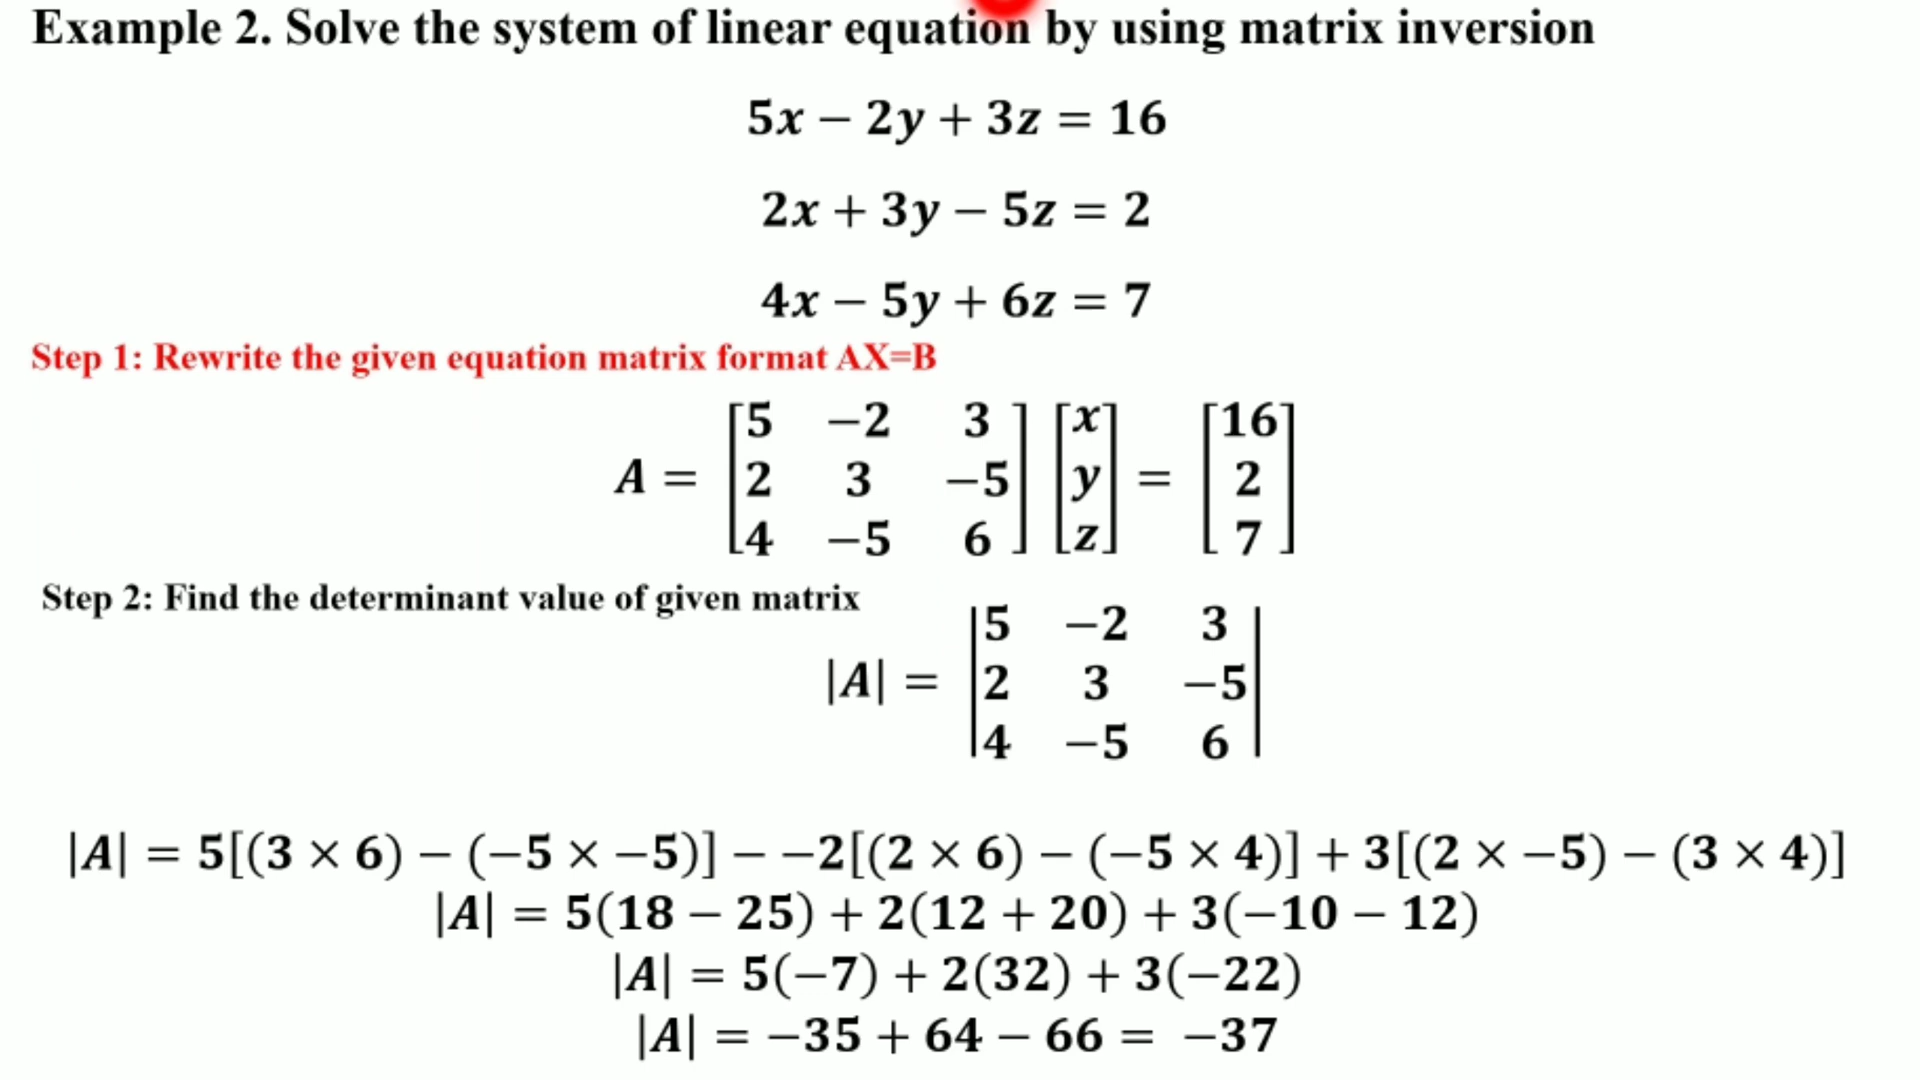 Example 2. Solve the system of linear equation by using matrix inversion
5x − 2y + 3z = 16
2x + 3y − 5z = 2
4x − 5y + 6z = 7
Step 1: Rewrite the given equation matrix format AX=B
A = [5 −2 3; 2 3 −5; 4 −5 6] [x; y; z] = [16; 2; 7]
Step 2: Find the determinant value of given matrix
|A| = |5 −2 3; 2 3 −5; 4 −5 6|
|A| = 5[(3 × 6) − (−5 × −5)] − −2[(2 × 6) − (−5 × 4)] + 3[(2 × −5) − (3 × 4)]
|A| = 5(18 − 25) + 2(12 + 20) + 3(−10 − 12)
|A| = 5(−7) + 2(32) + 3(−22)
|A| = −35 + 64 − 66 = −37